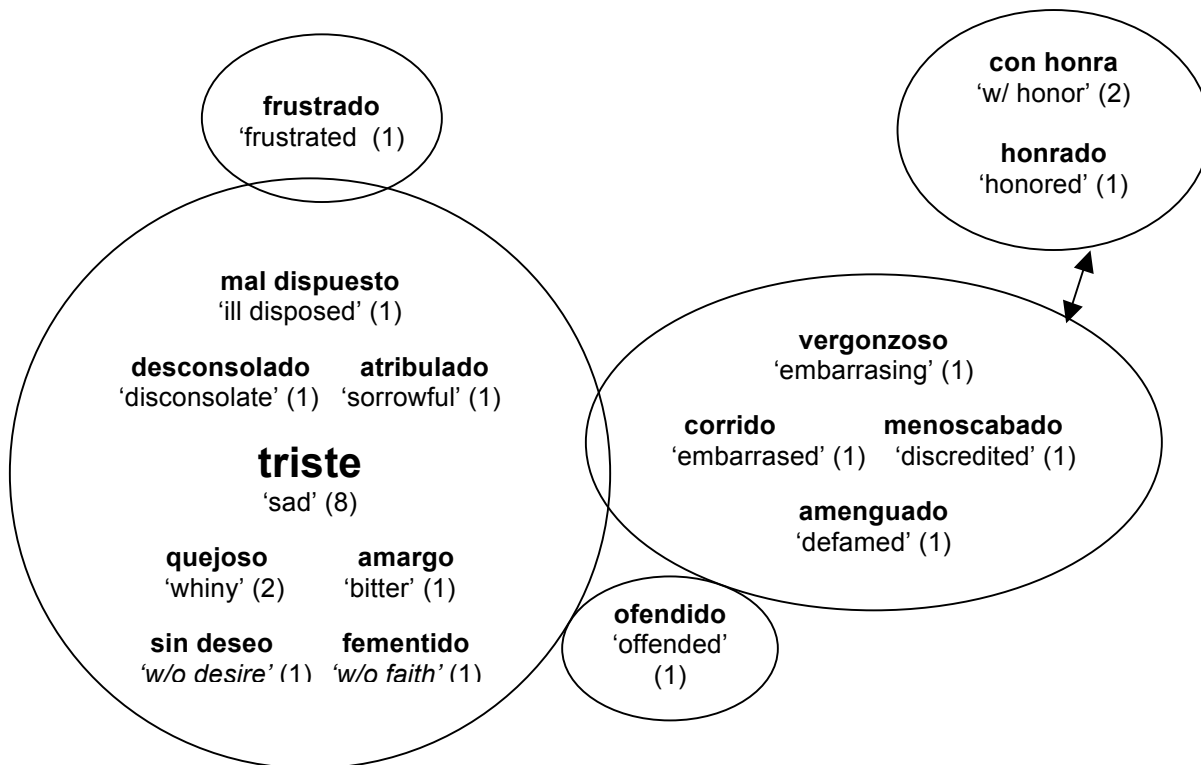 con honra
‘w/ honor’ (2)
honrado
‘honored’ (1)
frustrado
‘frustrated (1)
mal dispuesto
‘ill disposed’ (1)
desconsolado atribulado
‘disconsolate’ (1) ‘sorrowful’ (1)
triste
‘sad’ (8)
quejoso amargo
‘whiny’ (2) ‘bitter’ (1)
sin deseo fementido
‘w/o desire’ (1) ‘w/o faith’ (1)
vergonzoso
‘embarrasing’ (1)
corrido menoscabado
‘embarrased’ (1) ‘discredited’ (1)
amenguado
‘defamed’ (1)
ofendido
‘offended’
(1)